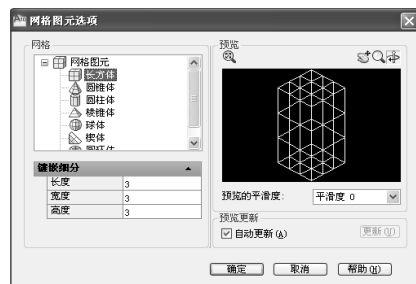 网格图元选项
网格
网格图元
长方体
圆锥体
圆柱体
棱锥体
球体
楔体
圆环体
镶嵌细分
长度 3
宽度 3
高度 3
预览
预览的平滑度: 平滑度 0
预览更新
自动更新(A) 更新(U)
确定 取消 帮助(H)